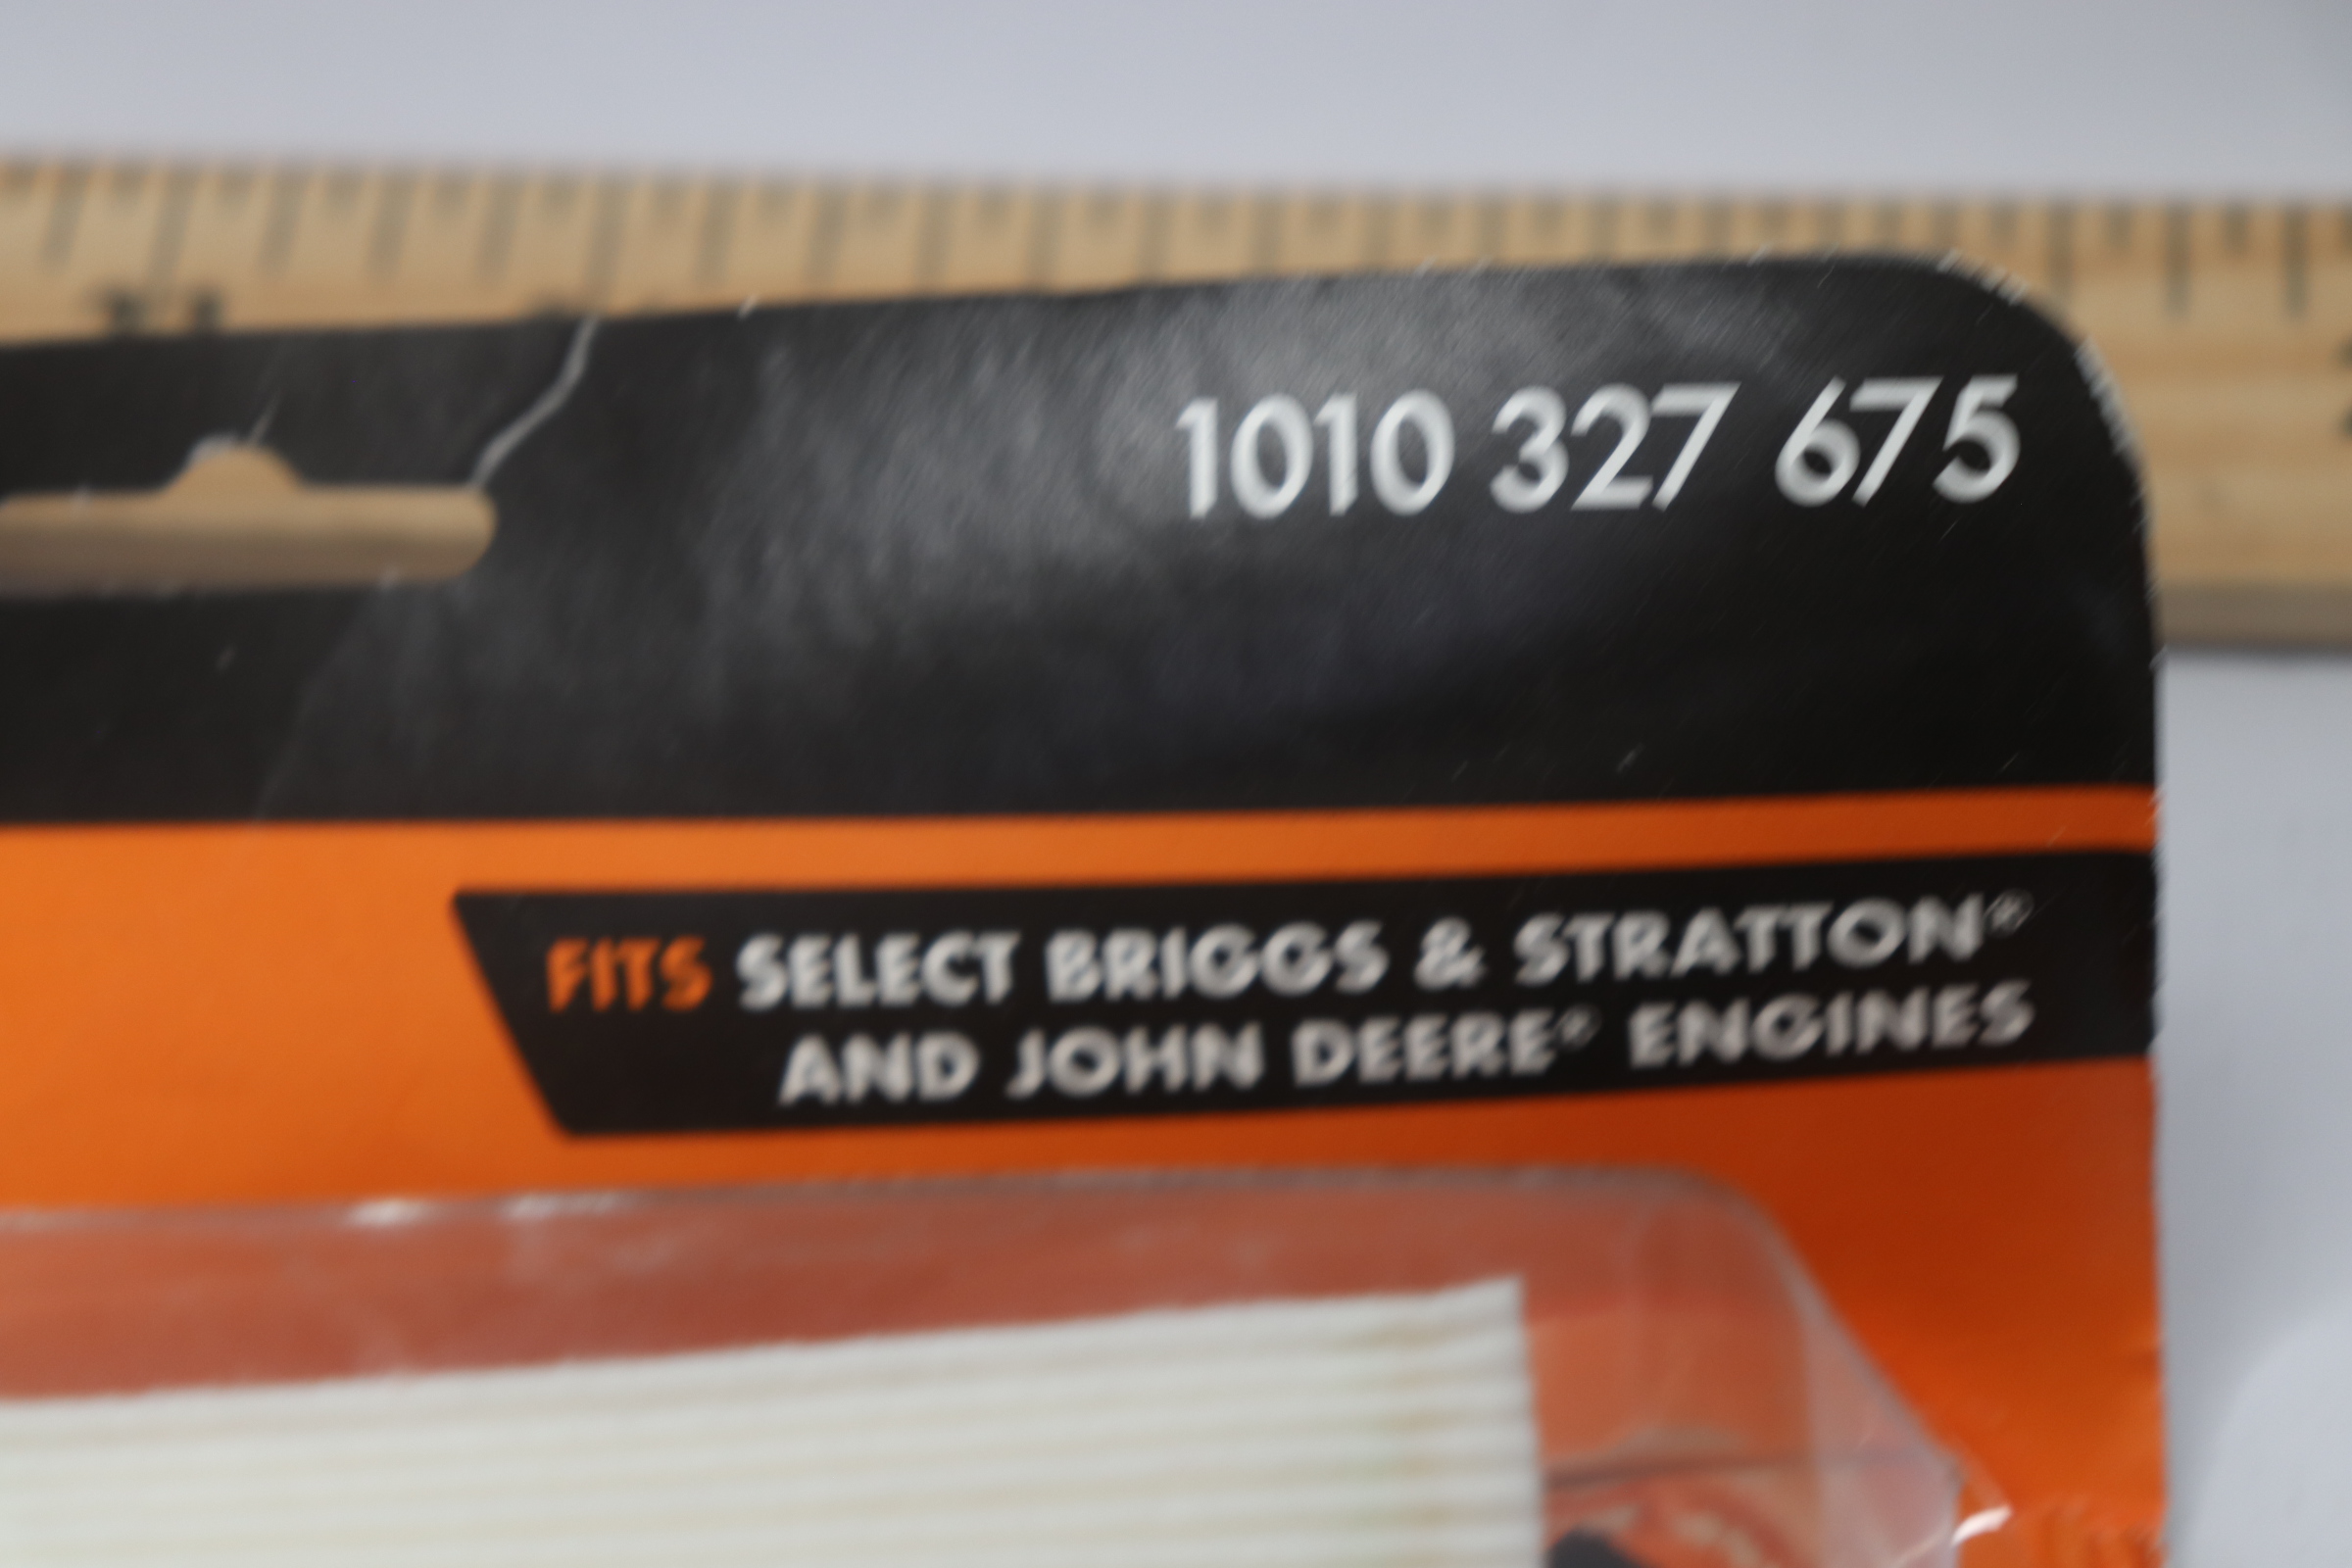 1010 327 675
FITS SELECT BRIGGS & STRATTON®
AND JOHN DEERE® ENGINES